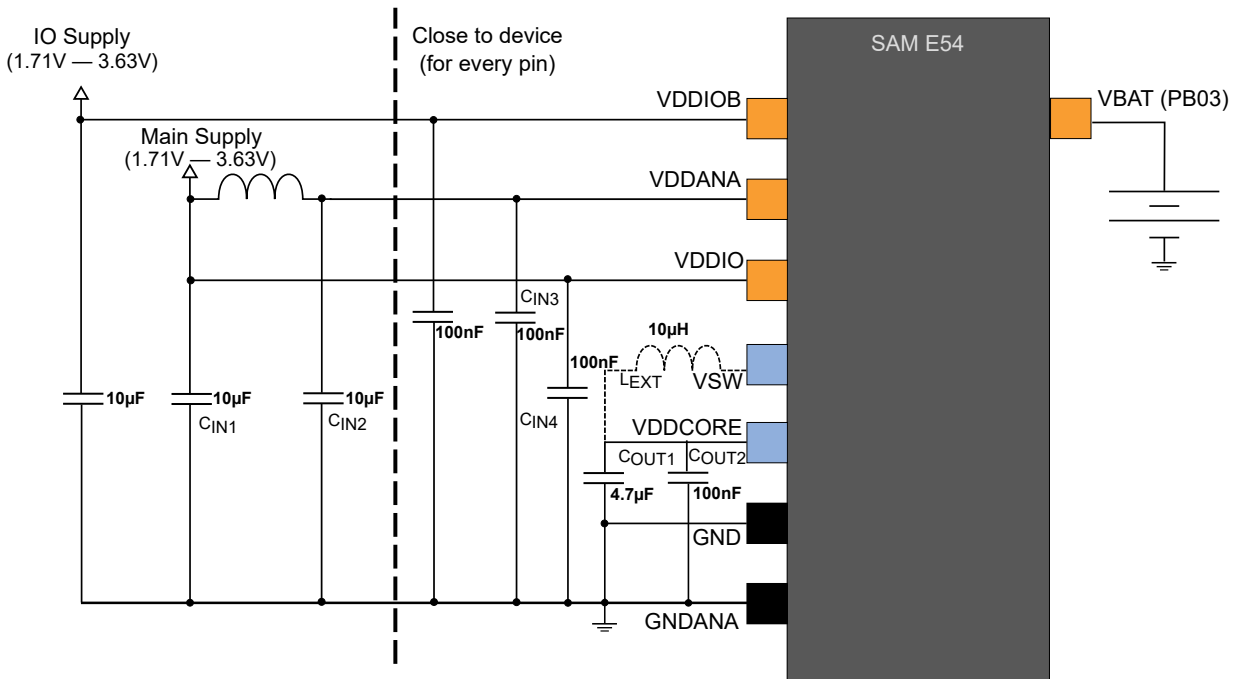 IO Supply
(1.71V — 3.63V)
Close to device
(for every pin)
SAM E54
VDDIOB
VBAT (PB03)
Main Supply
(1.71V — 3.63V)
VDDANA
VDDIO
CIN3
100nF
100nF
10µH
100nF
LEXT
VSW
10µF
10µF
10µF
CIN1
CIN2
CIN4
VDDCORE
COUT1
COUT2
4.7µF
100nF
GND
GNDANA